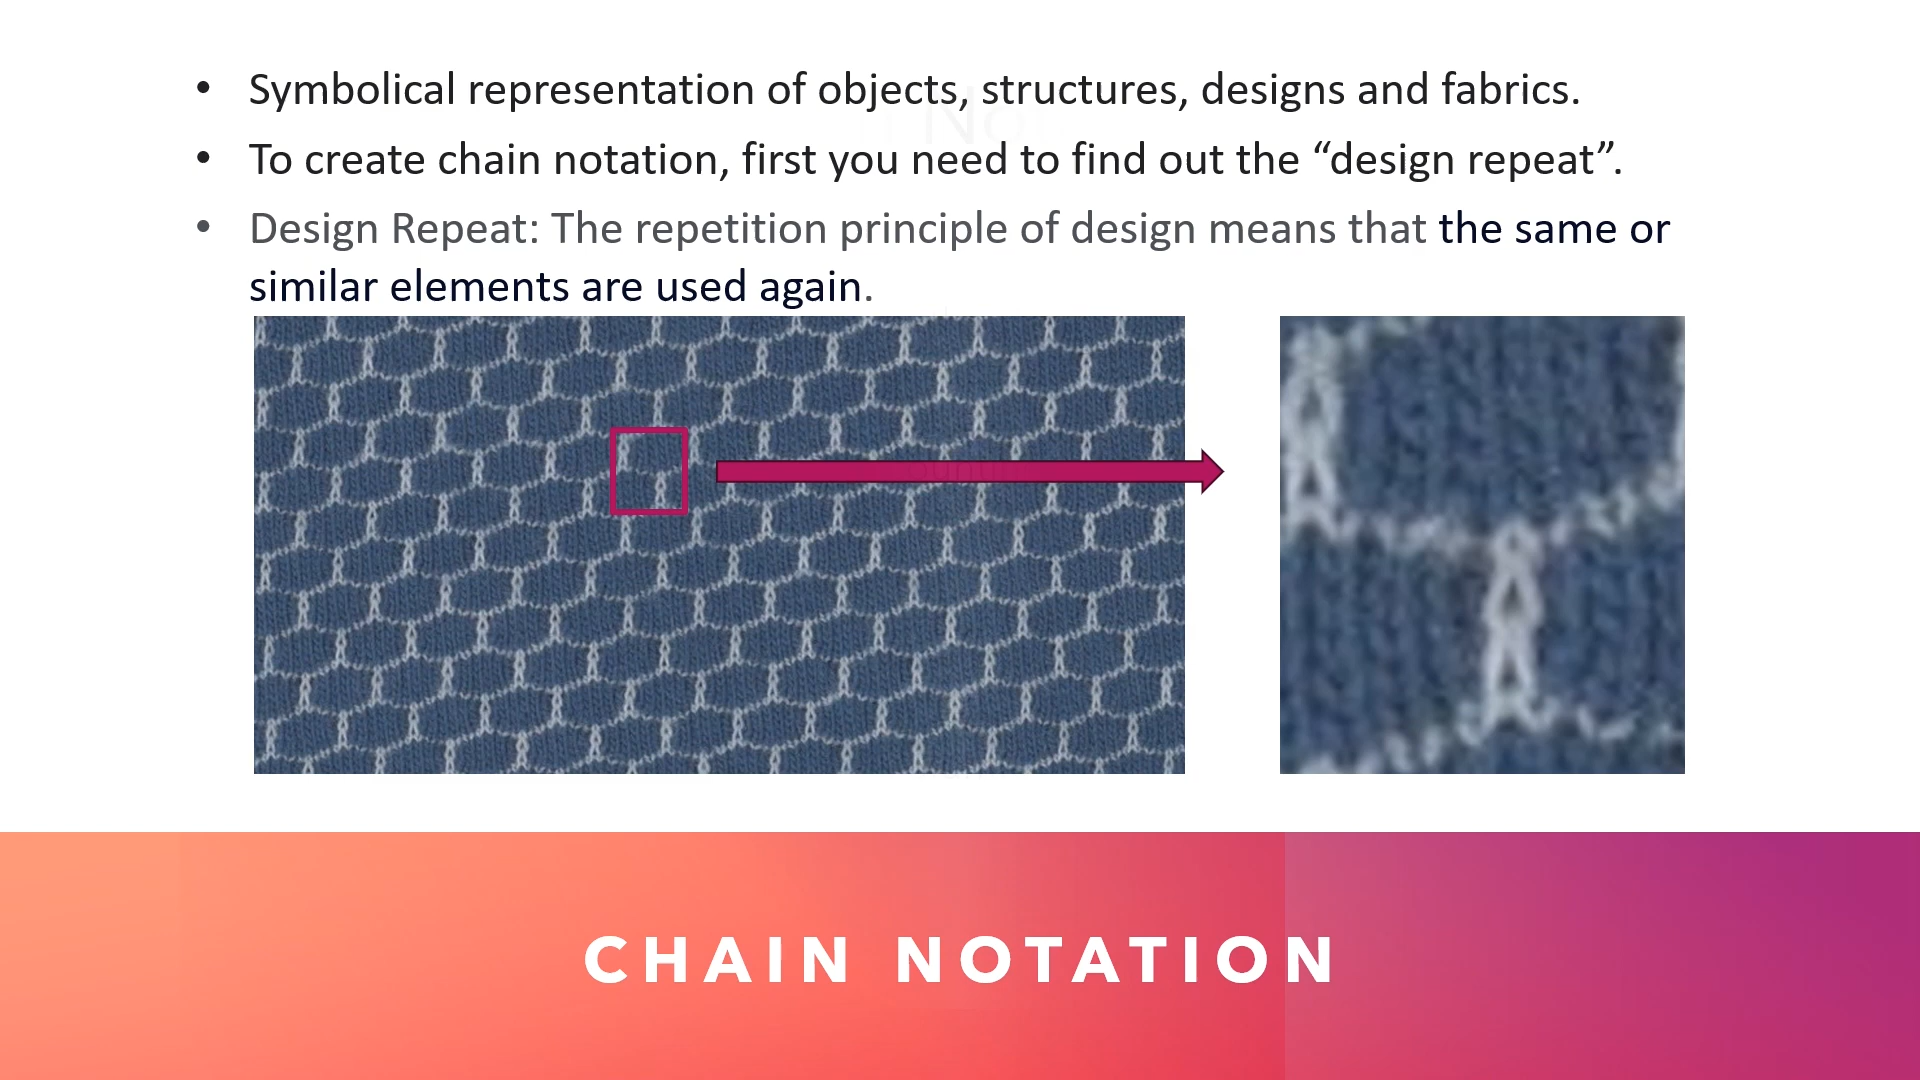 • Symbolical representation of objects, structures, designs and fabrics.
• To create chain notation, first you need to find out the “design repeat”.
• Design Repeat: The repetition principle of design means that the same or
similar elements are used again.
CHAIN NOTATION